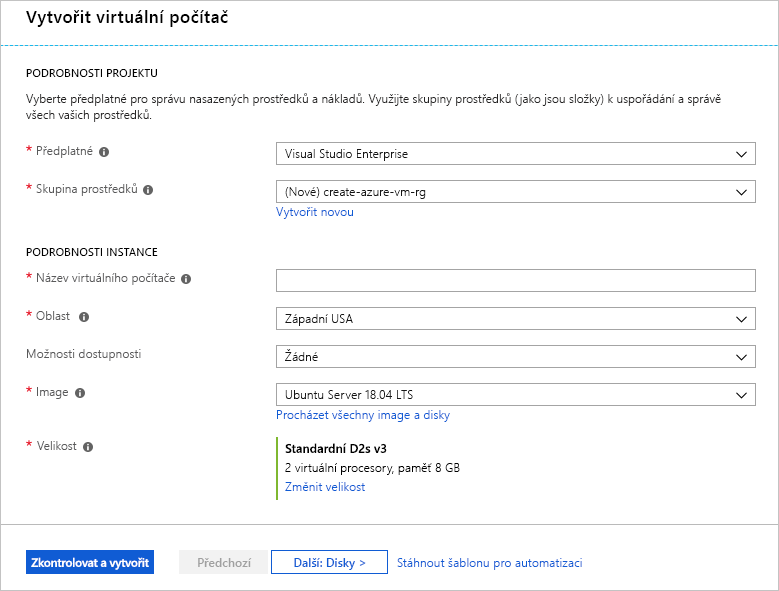 Vytvořit virtuální počítač
PODROBNOSTI PROJEKTU
Vyberte předplatné pro správu nasazených prostředků a nákladů. Využijte skupiny prostředků (jako jsou složky) k uspořádání a správě
všech vašich prostředků.
* Předplatné
Visual Studio Enterprise
* Skupina prostředků
(Nové) create-azure-vm-rg
Vytvořit novou
PODROBNOSTI INSTANCE
* Název virtuálního počítače
* Oblast
Západní USA
Možnosti dostupnosti
Žádné
* Image
Ubuntu Server 18.04 LTS
Procházet všechny image a disky
* Velikost
Standardní D2s v3
2 virtuální procesory, paměť 8 GB
Změnit velikost
Zkontrolovat a vytvořit
Předchozí
Další: Disky >
Stáhnout šablonu pro automatizaci